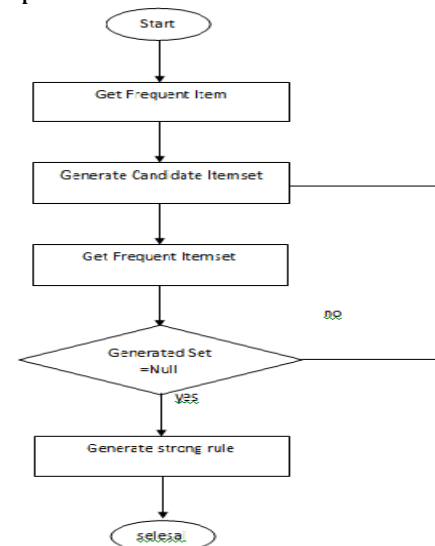 Start
Get Frequent Item
Generate Candidate Itemset
Get Frequent Itemset
no
Generated Set
=Null
yes
Generate strong rule
selesai